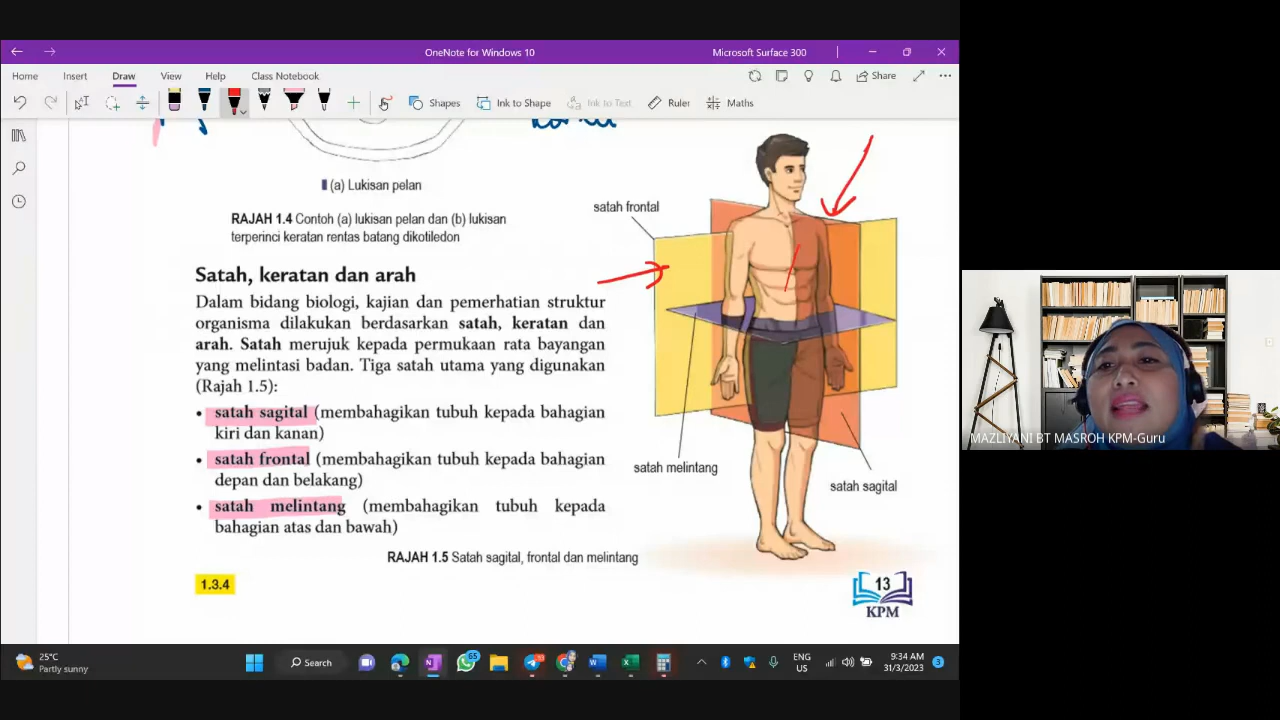 OneNote for Windows 10
Microsoft Surface 300
Home Insert Draw View Help Class Notebook
Share
Shapes Ink to Shape Ink to Text Ruler Maths
(a) Lukisan pelan
RAJAH 1.4 Contoh (a) lukisan pelan dan (b) lukisan
terperinci keratan rentas batang dikotiledon
Satah, keratan dan arah
Dalam bidang biologi, kajian dan pemerhatian struktur
organisma dilakukan berdasarkan satah, keratan dan
arah. Satah merujuk kepada permukaan rata bayangan
yang melintasi badan. Tiga satah utama yang digunakan
(Rajah 1.5):
• satah sagital (membahagikan tubuh kepada bahagian
kiri dan kanan)
• satah frontal (membahagikan tubuh kepada bahagian
depan dan belakang)
• satah melintang (membahagikan tubuh kepada
bahagian atas dan bawah)
satah frontal
satah melintang
satah sagital
RAJAH 1.5 Satah sagital, frontal dan melintang
1.3.4
13
KPM
MAZLIYANI BT MASROH KPM-Guru
25°C
Partly sunny
Search
65
ENG
US
9:34 AM
31/3/2023
3